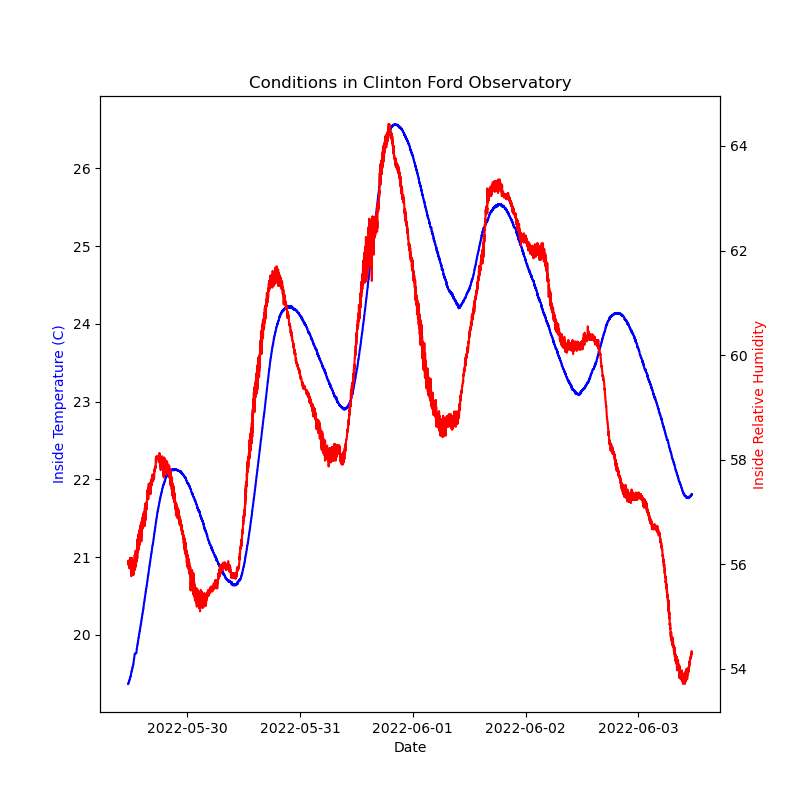 Conditions in Clinton Ford Observatory
Inside Temperature (C)
26
25
24
23
22
21
20
64
62
60
58
56
54
Inside Relative Humidity
2022-05-30 2022-05-31 2022-06-01 2022-06-02 2022-06-03
Date